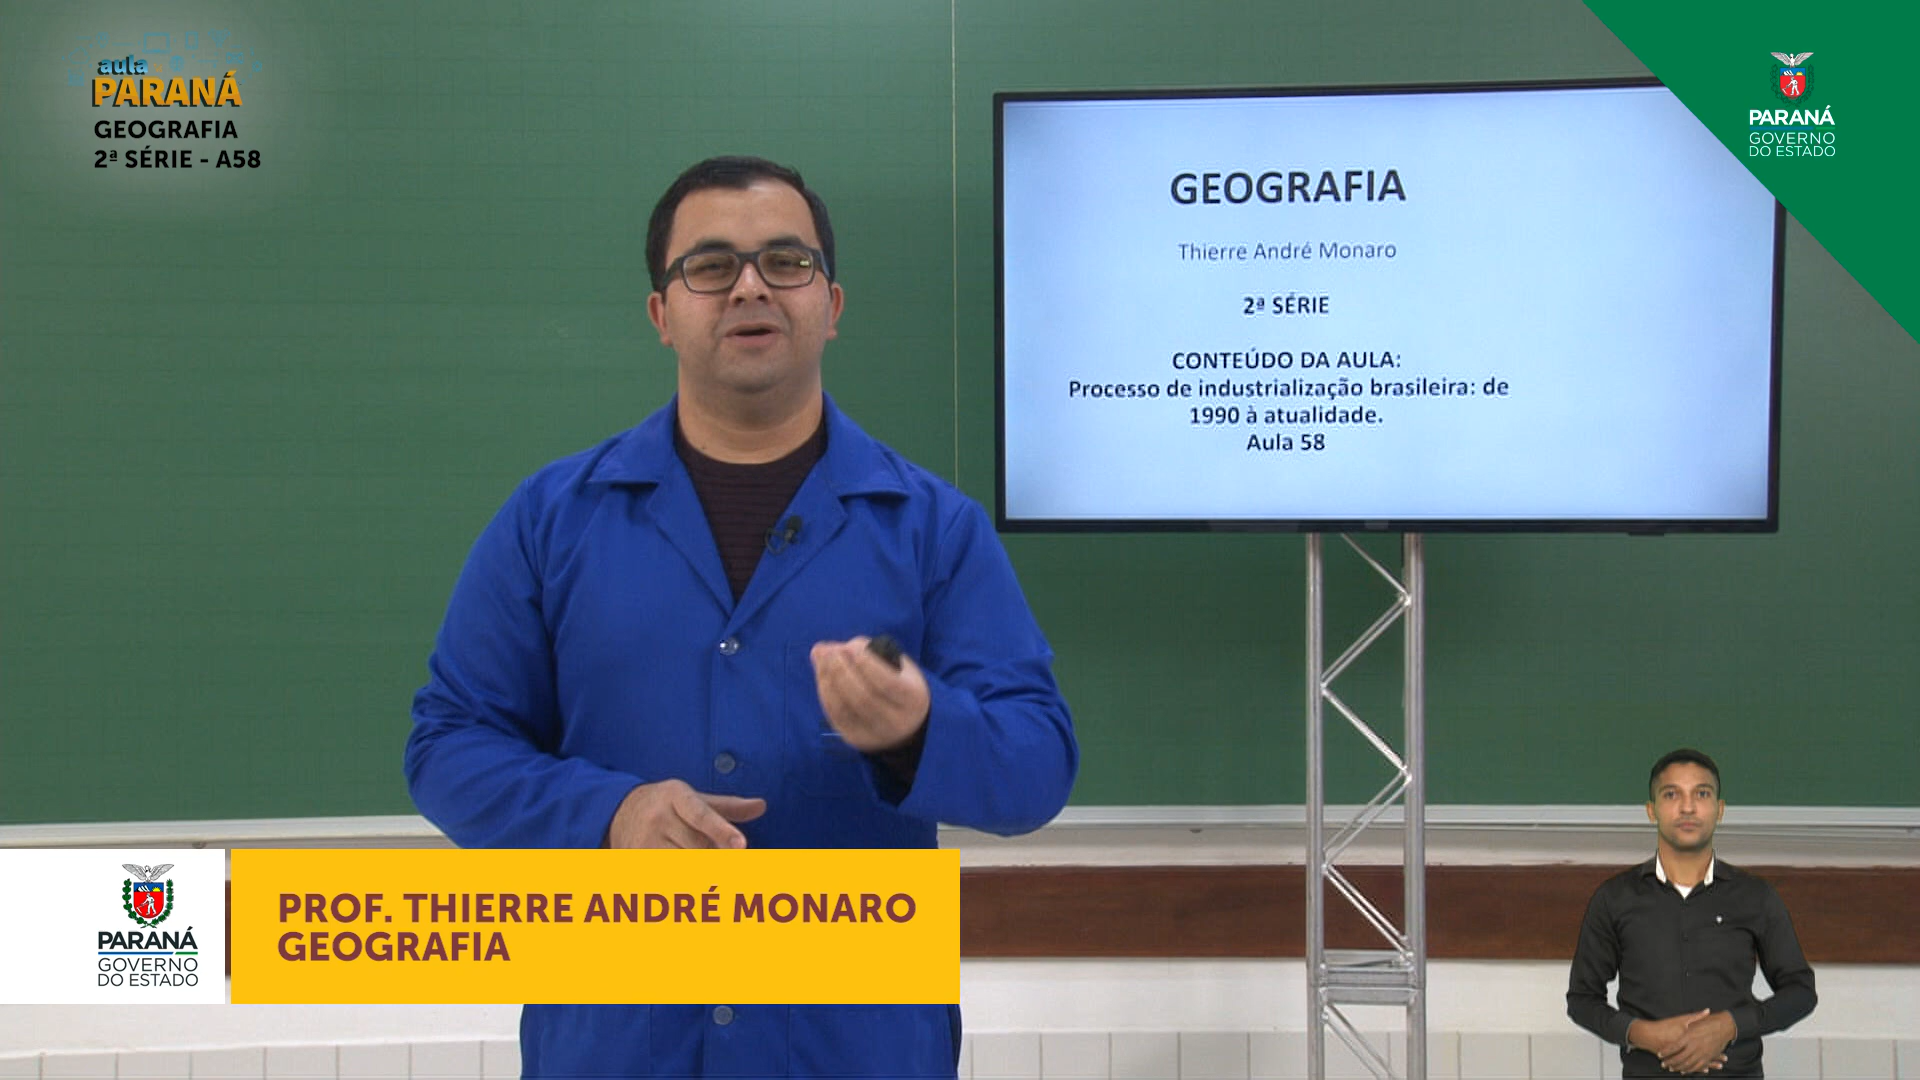 aula
PARANÁ
GEOGRAFIA
2ª SÉRIE - A58
PARANÁ
GOVERNO
DO ESTADO
GEOGRAFIA
Thierre André Monaro
2ª SÉRIE
CONTEÚDO DA AULA:
Processo de industrialização brasileira: de
1990 à atualidade.
Aula 58
PARANÁ
GOVERNO
DO ESTADO
PROF. THIERRE ANDRÉ MONARO
GEOGRAFIA